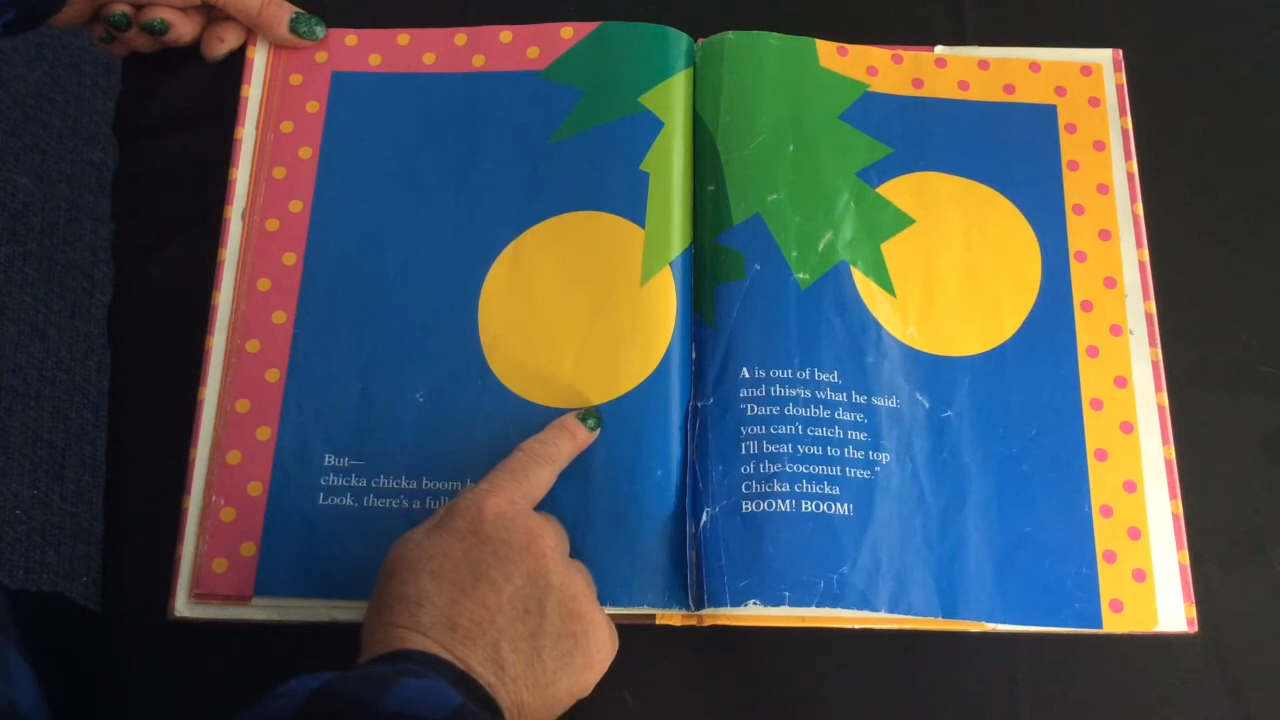 But—
chicka chicka boom
Look, there's a
A is out of bed,
and this is what he said:
"Dare double dare,
you can't catch me.
I'll beat you to the top
of the coconut tree."
Chicka chicka
BOOM! BOOM!